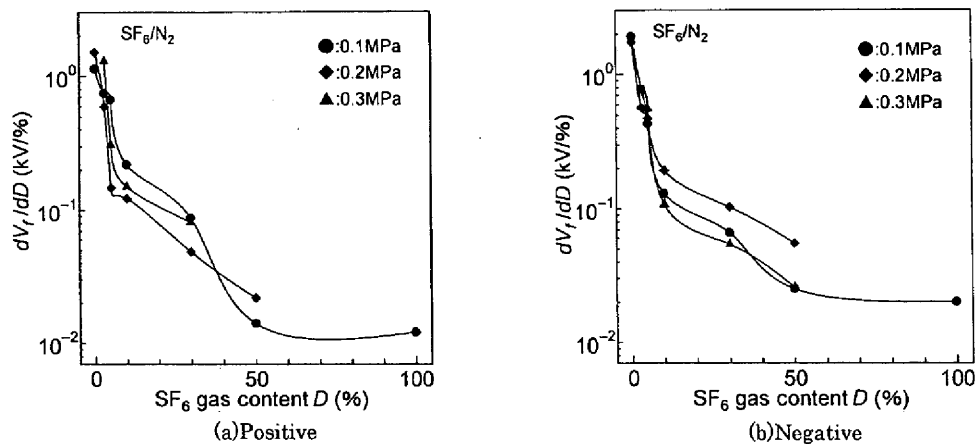 SF₆/N₂
●:0.1MPa
◆:0.2MPa
▲:0.3MPa
10⁰
10⁻¹
10⁻²
dV_f/dD (kV/%)
0
50
100
SF₆ gas content D (%)
(a)Positive
SF₆/N₂
●:0.1MPa
◆:0.2MPa
▲:0.3MPa
10⁰
10⁻¹
10⁻²
dV_f/dD (kV/%)
0
50
100
SF₆ gas content D (%)
(b)Negative